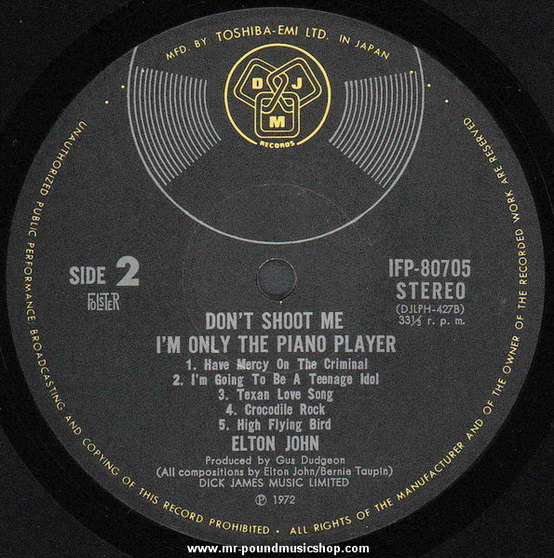 MFD. BY TOSHIBA-EMI LTD. IN JAPAN
D J
M
RECORDS
SIDE 2
FOLSTER
IFP-80705
STEREO
(DJLPH-427B)
33⅓ r. p. m.
DON'T SHOOT ME
I'M ONLY THE PIANO PLAYER
1. Have Mercy On The Criminal
2. I'm Going To Be A Teenage Idol
3. Texan Love Song
4. Crocodile Rock
5. High Flying Bird
ELTON JOHN
Produced by Gus Dudgeon
(All compositions by Elton John/Bernie Taupin)
DICK JAMES MUSIC LIMITED
℗ 1972
UNAUTHORIZED PUBLIC PERFORMANCE, BROADCASTING AND COPYING OF THIS RECORD PROHIBITED · ALL RIGHTS OF THE MANUFACTURER AND OF THE OWNER OF THE RECORDED WORK ARE RESERVED
www.mr-poundmusicshop.com